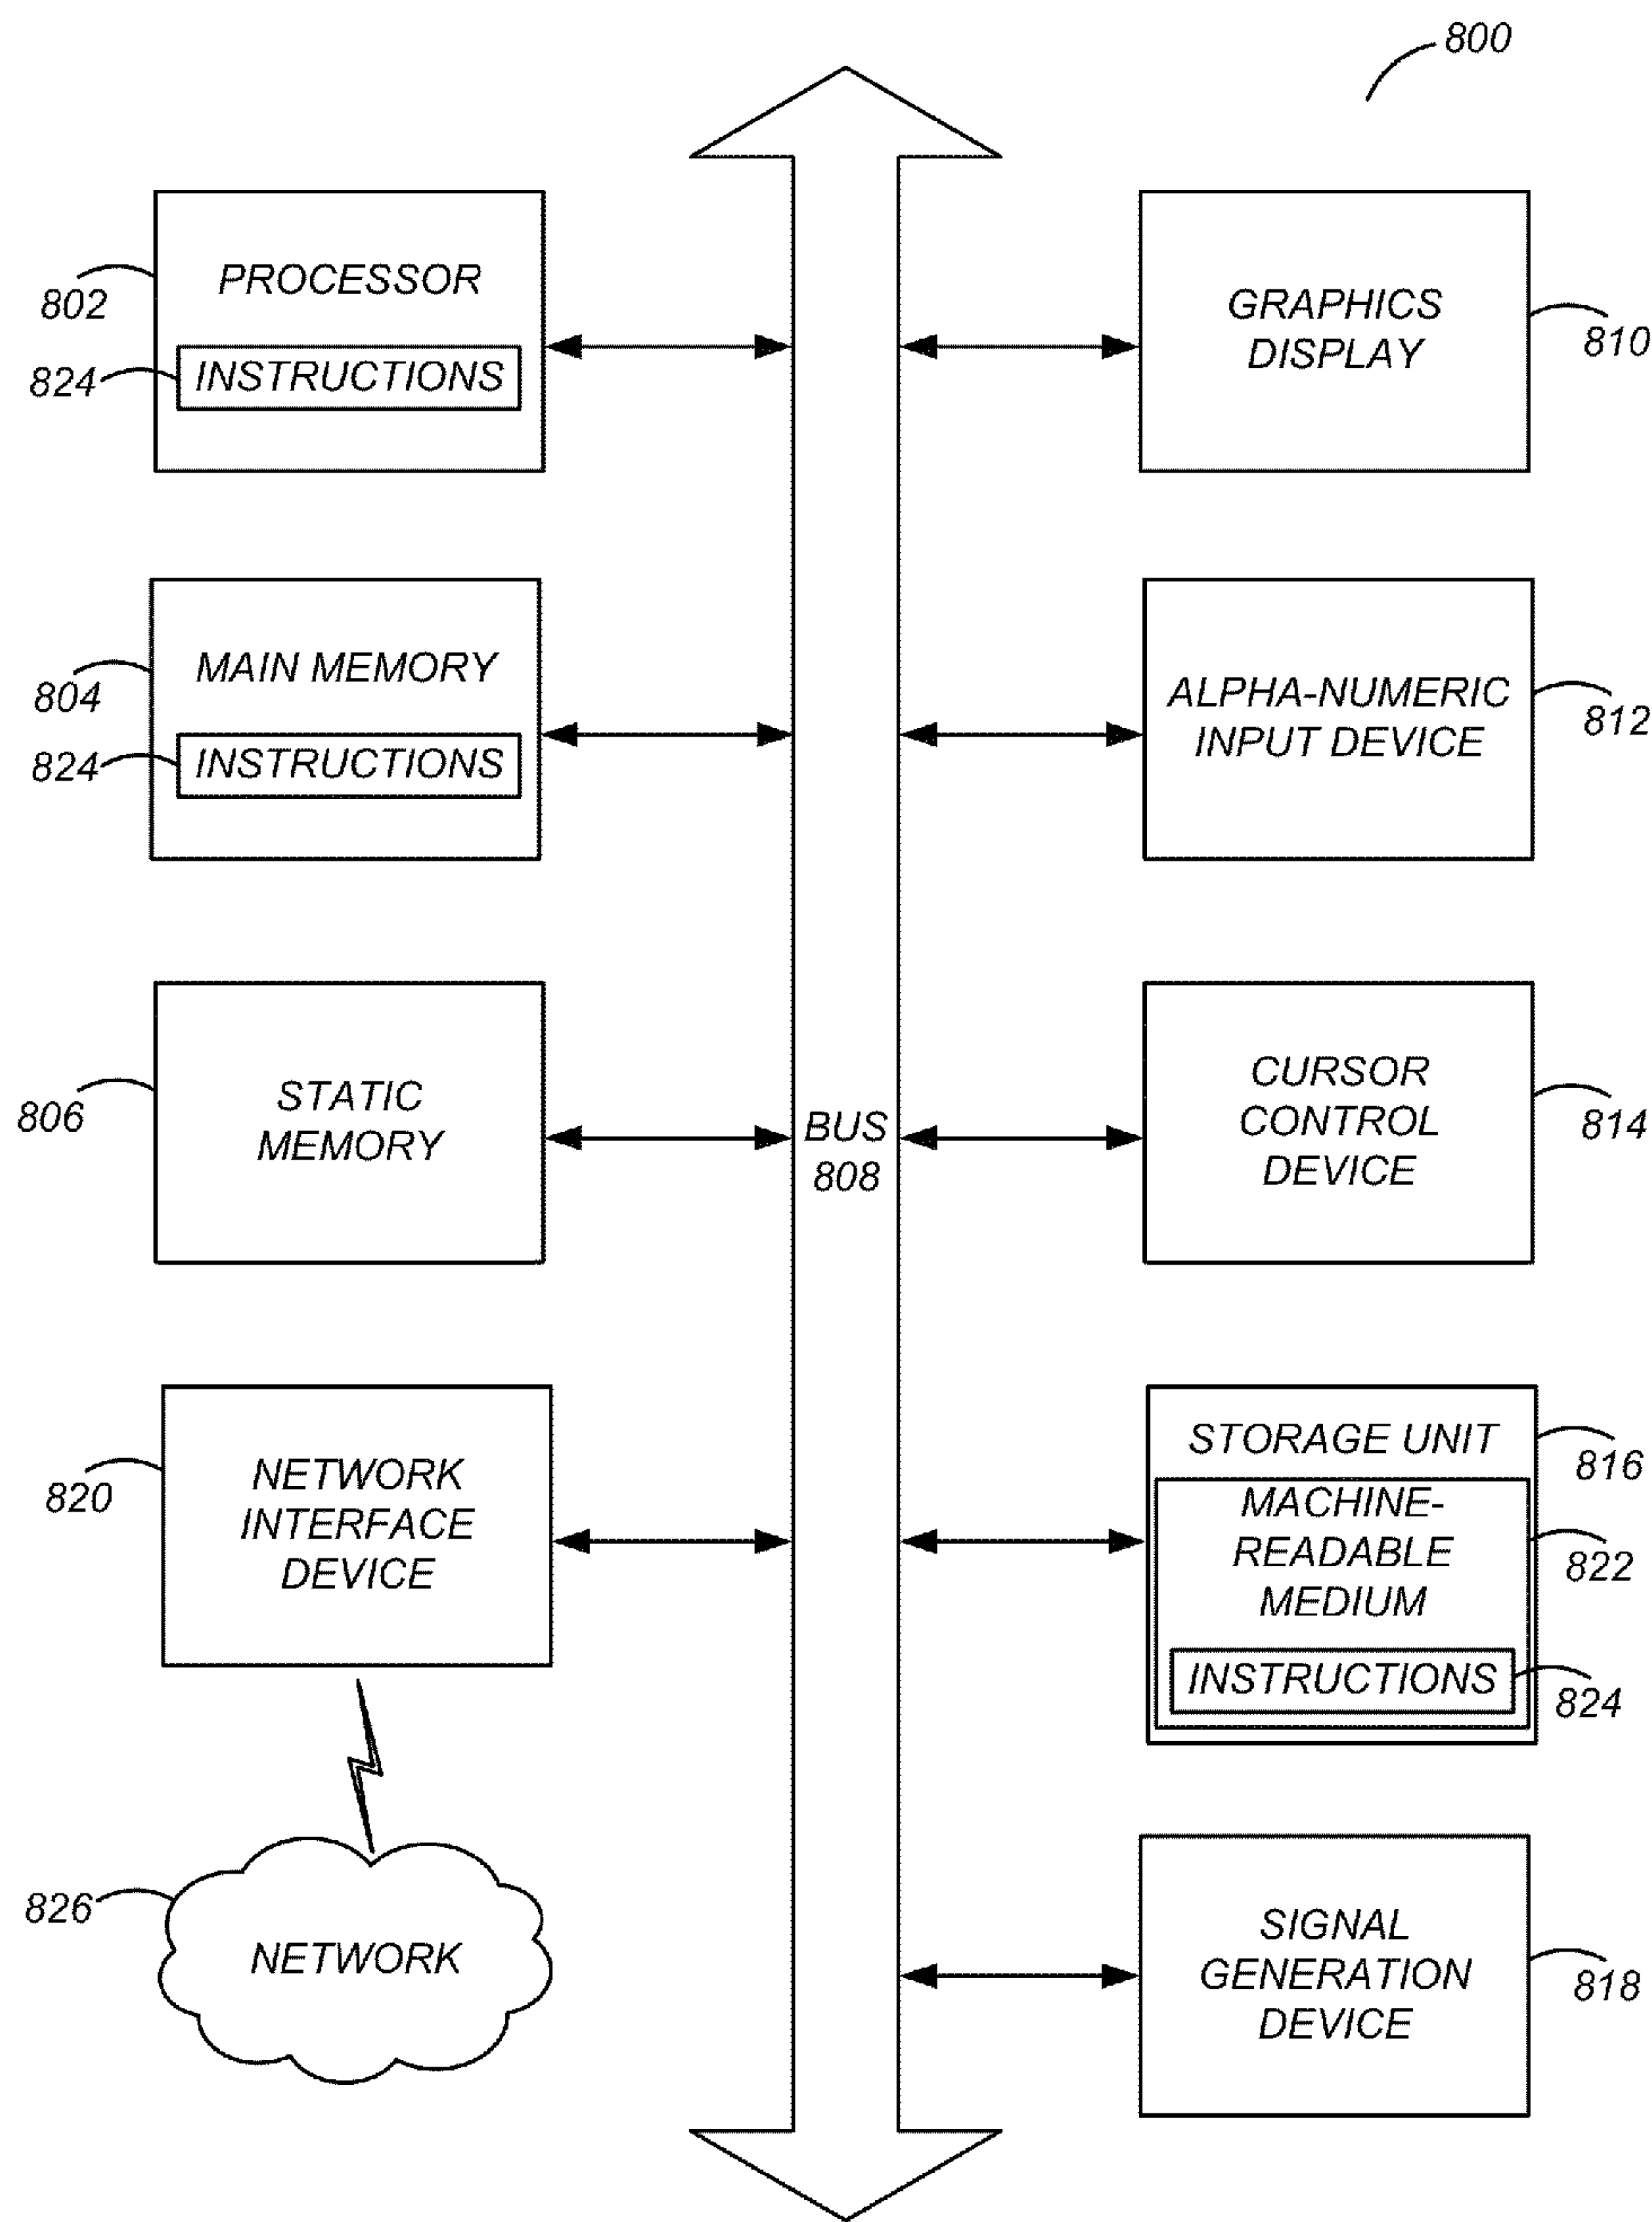 800
PROCESSOR
802
824
INSTRUCTIONS
GRAPHICS
DISPLAY
810
MAIN MEMORY
804
824
INSTRUCTIONS
ALPHA-NUMERIC
INPUT DEVICE
812
STATIC
MEMORY
806
BUS
808
CURSOR
CONTROL
DEVICE
814
NETWORK
INTERFACE
DEVICE
820
STORAGE UNIT
816
MACHINE-
READABLE
MEDIUM
822
INSTRUCTIONS
824
826
NETWORK
SIGNAL
GENERATION
DEVICE
818